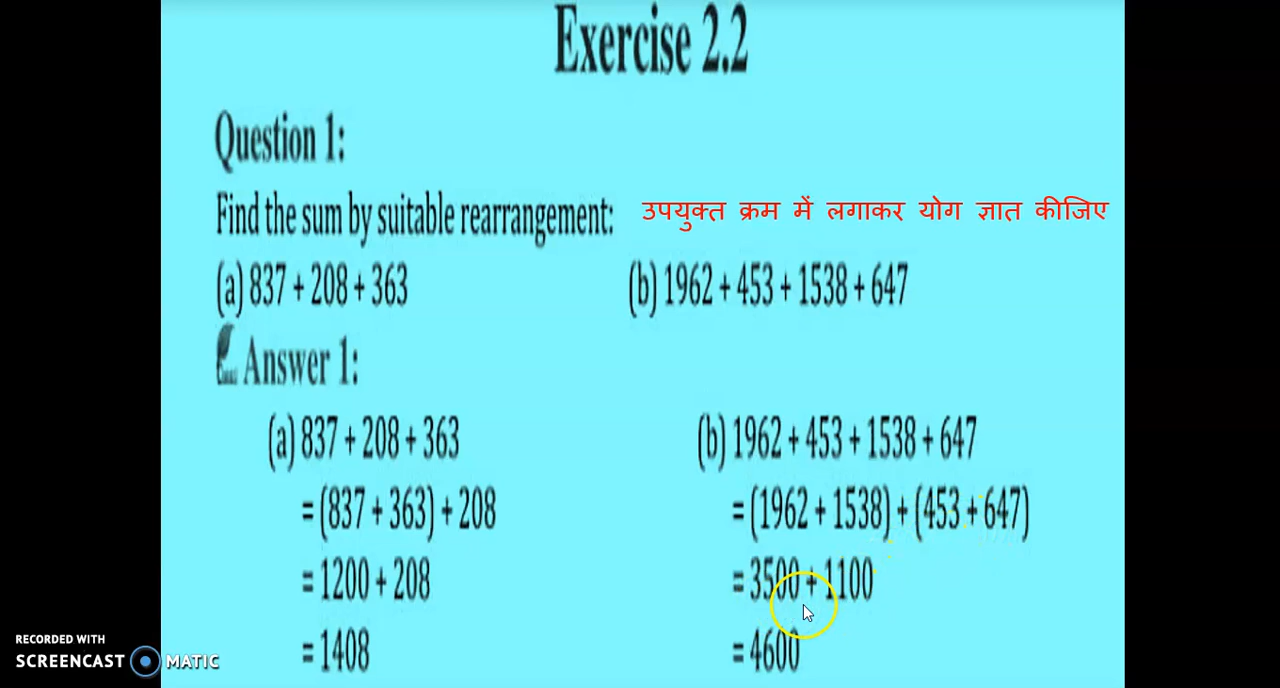 Exercise 2.2
Question 1:
Find the sum by suitable rearrangement: उपयुक्त क्रम में लगाकर योग ज्ञात कीजिए
(a) 837 + 208 + 363 (b) 1962 + 453 + 1538 + 647
Answer 1:
(a) 837 + 208 + 363 (b) 1962 + 453 + 1538 + 647
= (837 + 363) + 208 = (1962 + 1538) + (453 + 647)
= 1200 + 208 = 3500 + 1100
= 1408 = 4600
RECORDED WITH
SCREENCAST MATIC